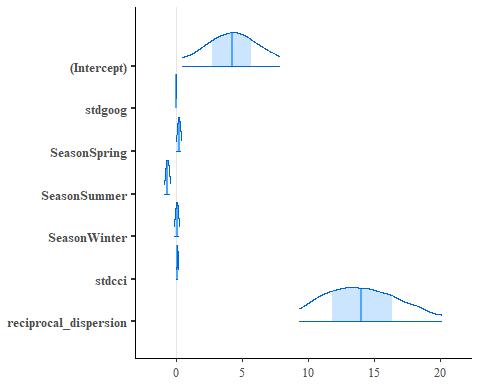 (Intercept)
stdgoog
SeasonSpring
SeasonSummer
SeasonWinter
stdcci
reciprocal_dispersion
0 5 10 15 20